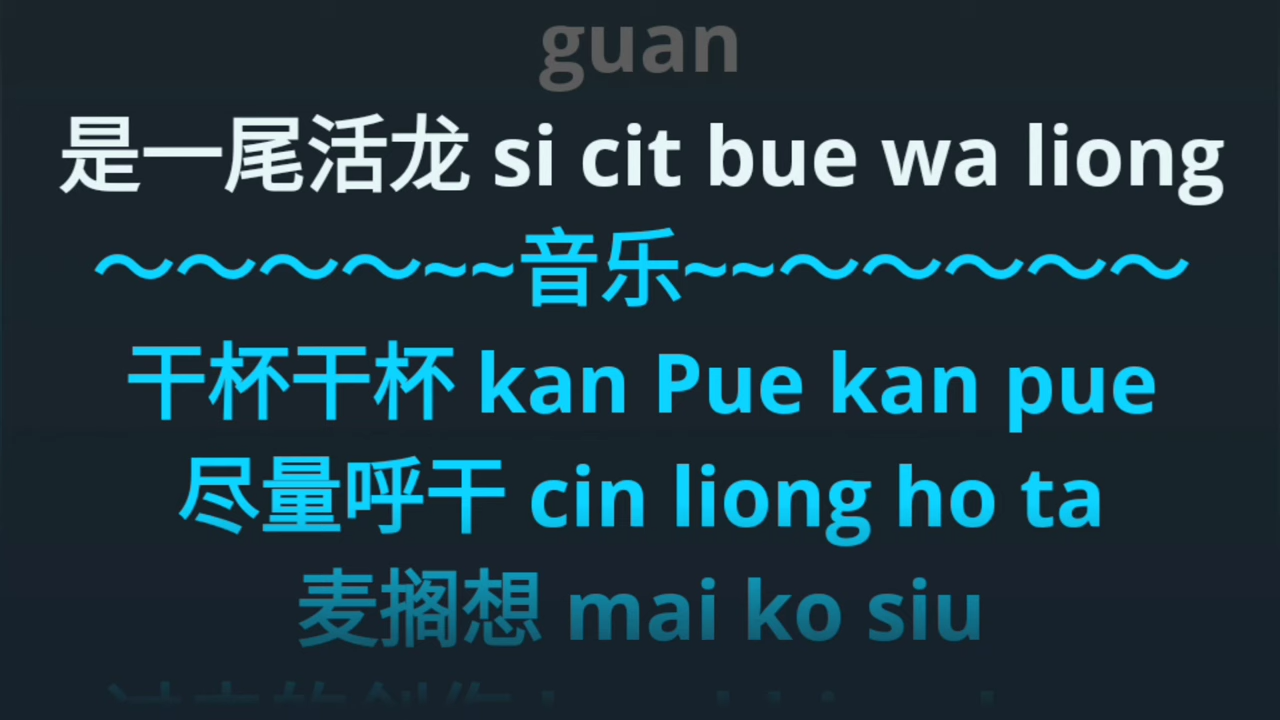 guan
是一尾活龙 si cit bue wa liong
～～～～~~音乐~~～～～～～
干杯干杯 kan Pue kan pue
尽量呼干 cin liong ho ta
麦搁想 mai ko siu